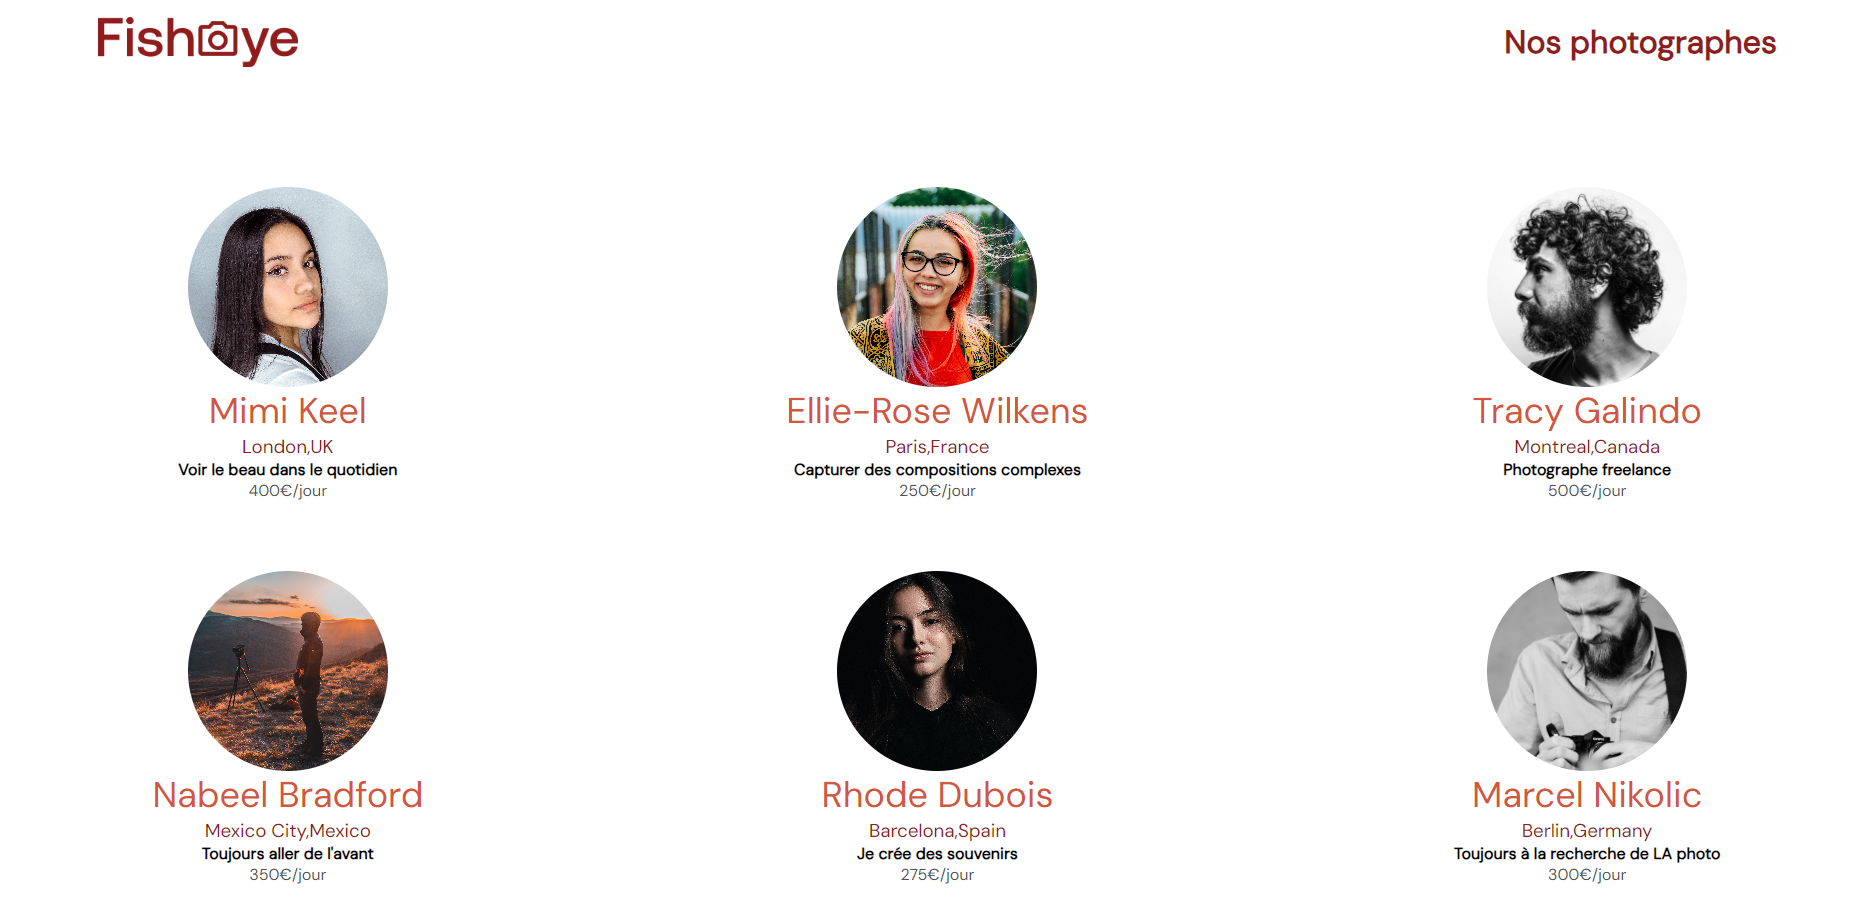 Fisheye
Nos photographes
Mimi Keel
London,UK
Voir le beau dans le quotidien
400€/jour
Ellie-Rose Wilkens
Paris,France
Capturer des compositions complexes
250€/jour
Tracy Galindo
Montreal,Canada
Photographe freelance
500€/jour
Nabeel Bradford
Mexico City,Mexico
Toujours aller de l'avant
350€/jour
Rhode Dubois
Barcelona,Spain
Je crée des souvenirs
275€/jour
Marcel Nikolic
Berlin,Germany
Toujours à la recherche de LA photo
300€/jour